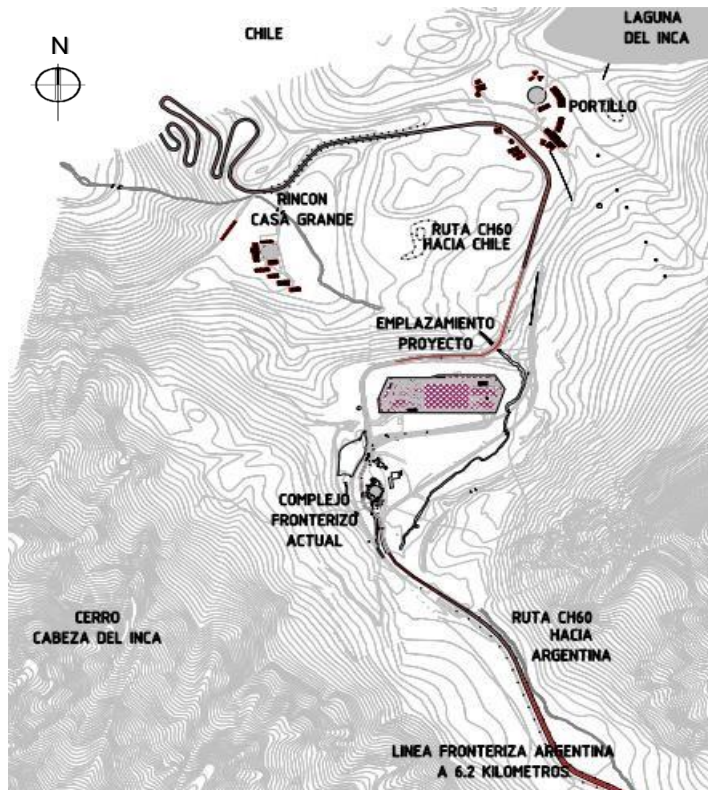 LAGUNA
DEL INCA
CHILE
N
PORTILLO
RINCON
CASA GRANDE
RUTA CH60
HACIA CHILE
EMPLAZAMIENTO
PROYECTO
COMPLEJO
FRONTERIZO
ACTUAL
CERRO
CABEZA DEL INCA
RUTA CH60
HACIA
ARGENTINA
LINEA FRONTERIZA ARGENTINA
A 6.2 KILOMETROS